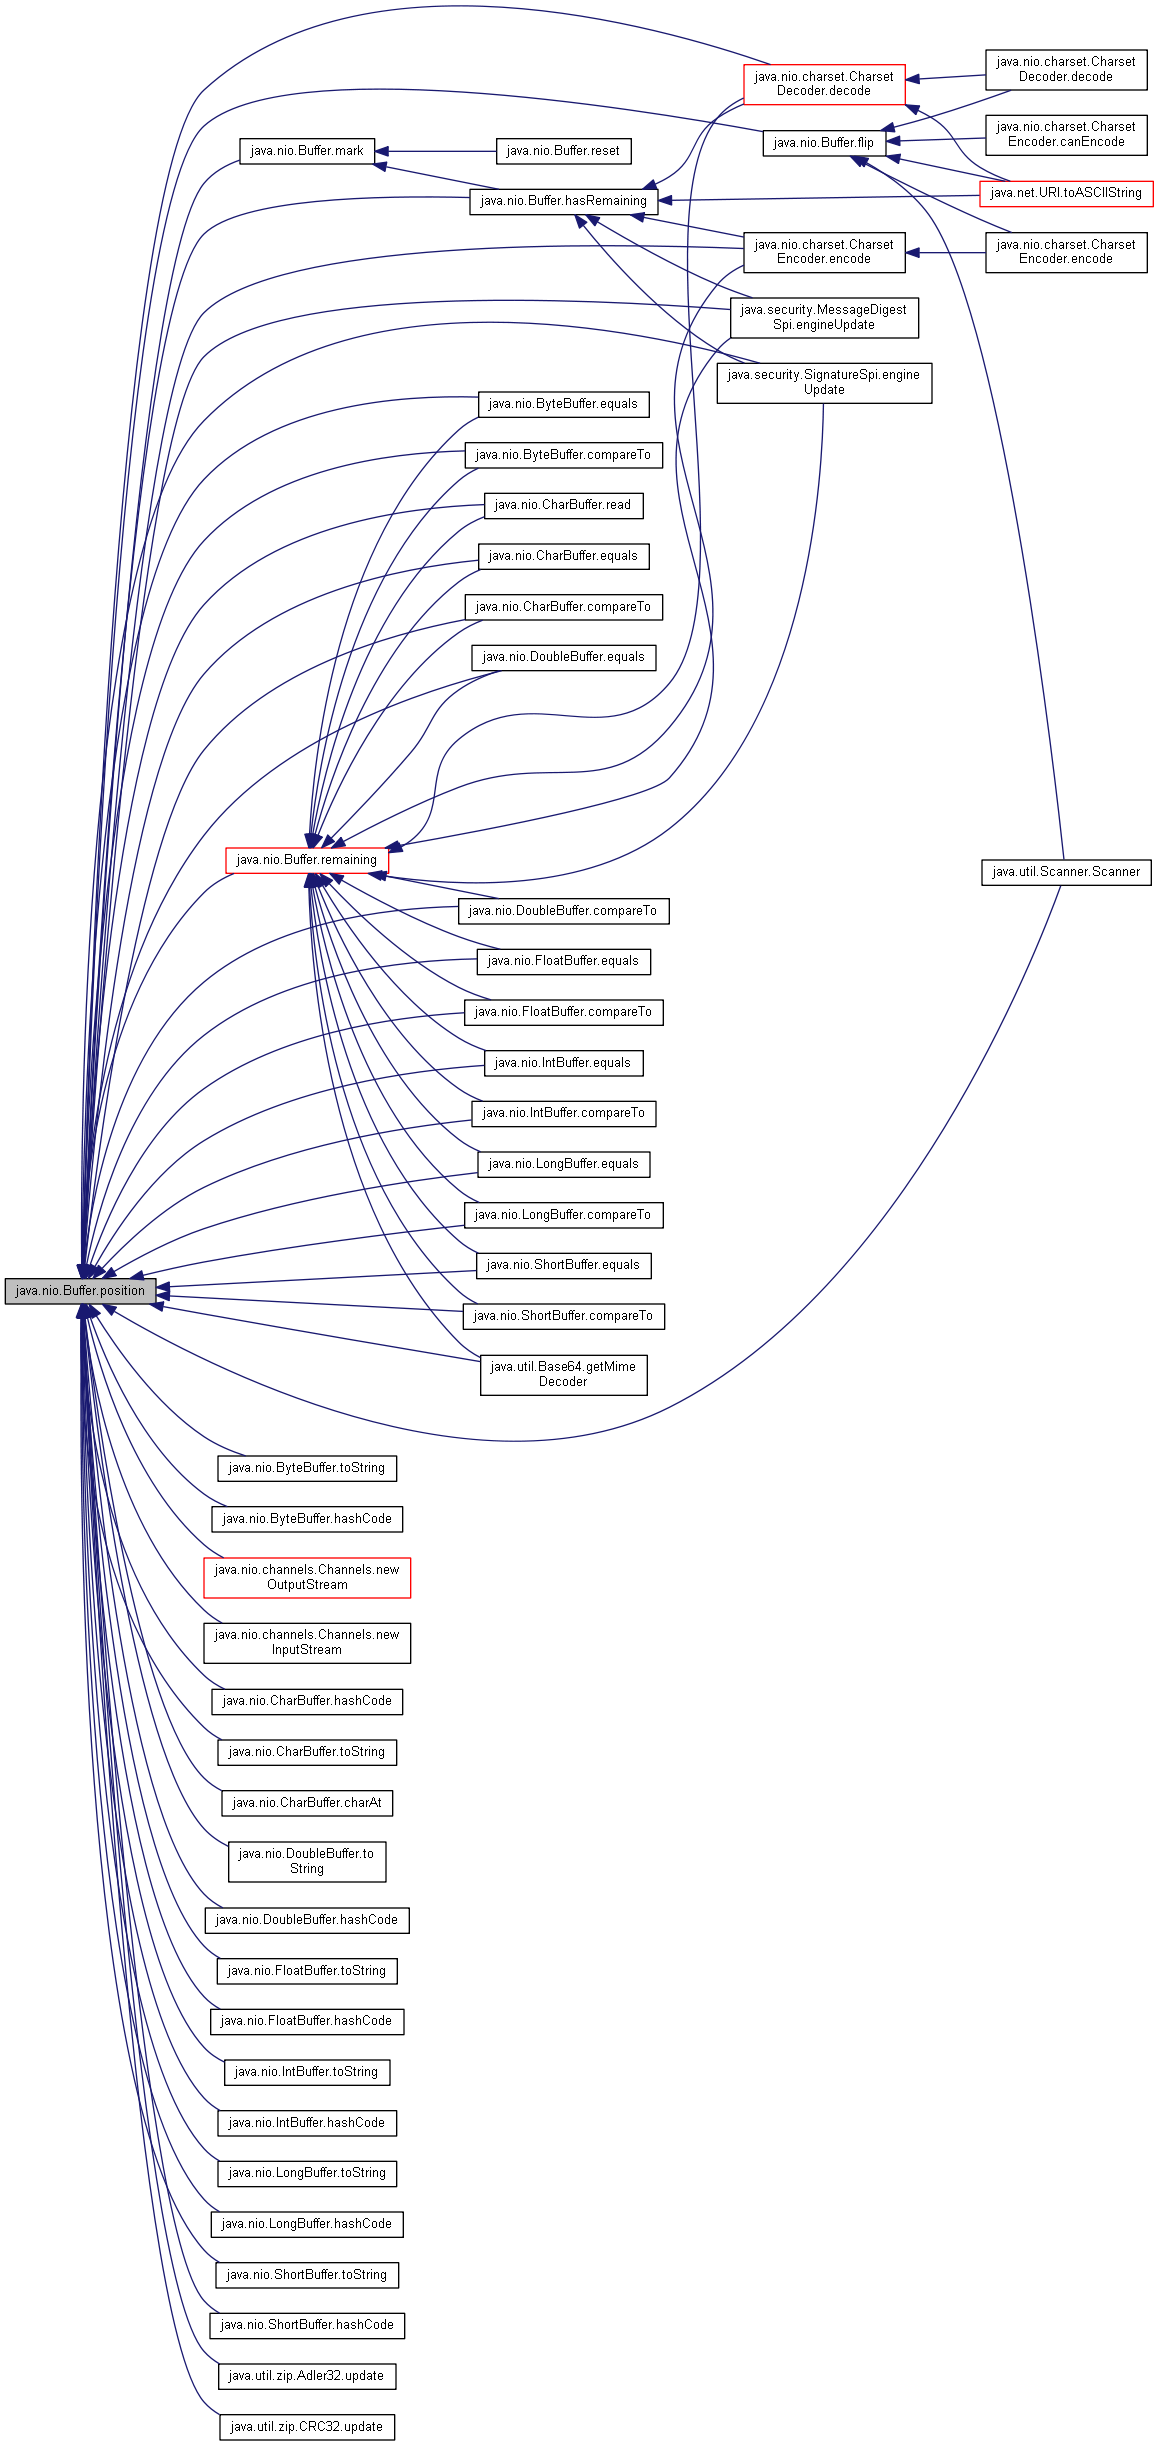 java.nio.charset.Charset
Decoder.decode
java.nio.charset.Charset
Decoder.decode
java.nio.charset.Charset
Encoder.canEncode
java.nio.Buffer.flip
java.nio.Buffer.mark
java.nio.Buffer.reset
java.net.URI.toASCIIString
java.nio.Buffer.hasRemaining
java.nio.charset.Charset
Encoder.encode
java.nio.charset.Charset
Encoder.encode
java.security.MessageDigest
Spi.engineUpdate
java.security.SignatureSpi.engine
Update
java.nio.ByteBuffer.equals
java.nio.ByteBuffer.compareTo
java.nio.CharBuffer.read
java.nio.CharBuffer.equals
java.nio.CharBuffer.compareTo
java.nio.DoubleBuffer.equals
java.nio.Buffer.remaining
java.util.Scanner.Scanner
java.nio.DoubleBuffer.compareTo
java.nio.FloatBuffer.equals
java.nio.FloatBuffer.compareTo
java.nio.IntBuffer.equals
java.nio.IntBuffer.compareTo
java.nio.LongBuffer.equals
java.nio.LongBuffer.compareTo
java.nio.ShortBuffer.equals
java.nio.Buffer.position
java.nio.ShortBuffer.compareTo
java.util.Base64.getMime
Decoder
java.nio.ByteBuffer.toString
java.nio.ByteBuffer.hashCode
java.nio.channels.Channels.new
OutputStream
java.nio.channels.Channels.new
InputStream
java.nio.CharBuffer.hashCode
java.nio.CharBuffer.toString
java.nio.CharBuffer.charAt
java.nio.DoubleBuffer.to
String
java.nio.DoubleBuffer.hashCode
java.nio.FloatBuffer.toString
java.nio.FloatBuffer.hashCode
java.nio.IntBuffer.toString
java.nio.IntBuffer.hashCode
java.nio.LongBuffer.toString
java.nio.LongBuffer.hashCode
java.nio.ShortBuffer.toString
java.nio.ShortBuffer.hashCode
java.util.zip.Adler32.update
java.util.zip.CRC32.update